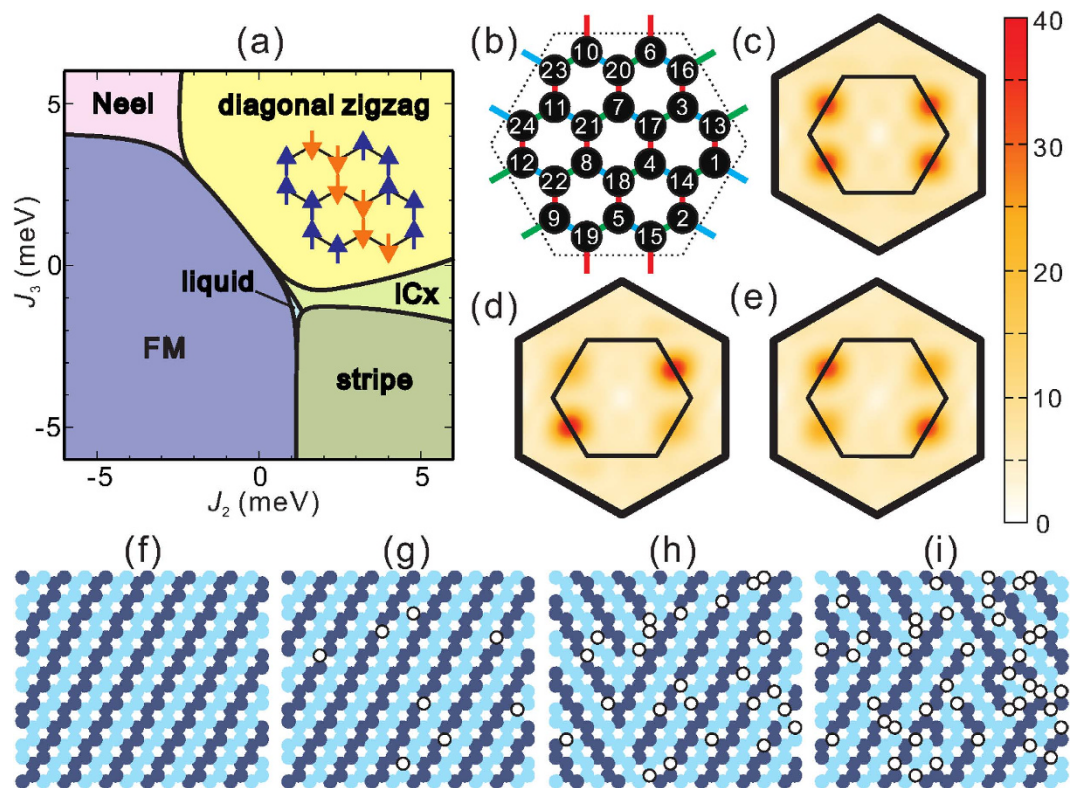 (a)
Neel
diagonal zigzag
liquid
ICx
FM
stripe
5
0
-5
J3 (meV)
-5 0 5
J2 (meV)
(b)
10 6
23 20 16
11 7 3
24 21 17 13
12 8 4 1
22 18 14
9 5 2
19 15
(c)
(d)
(e)
40
30
20
10
0
(f)
(g)
(h)
(i)